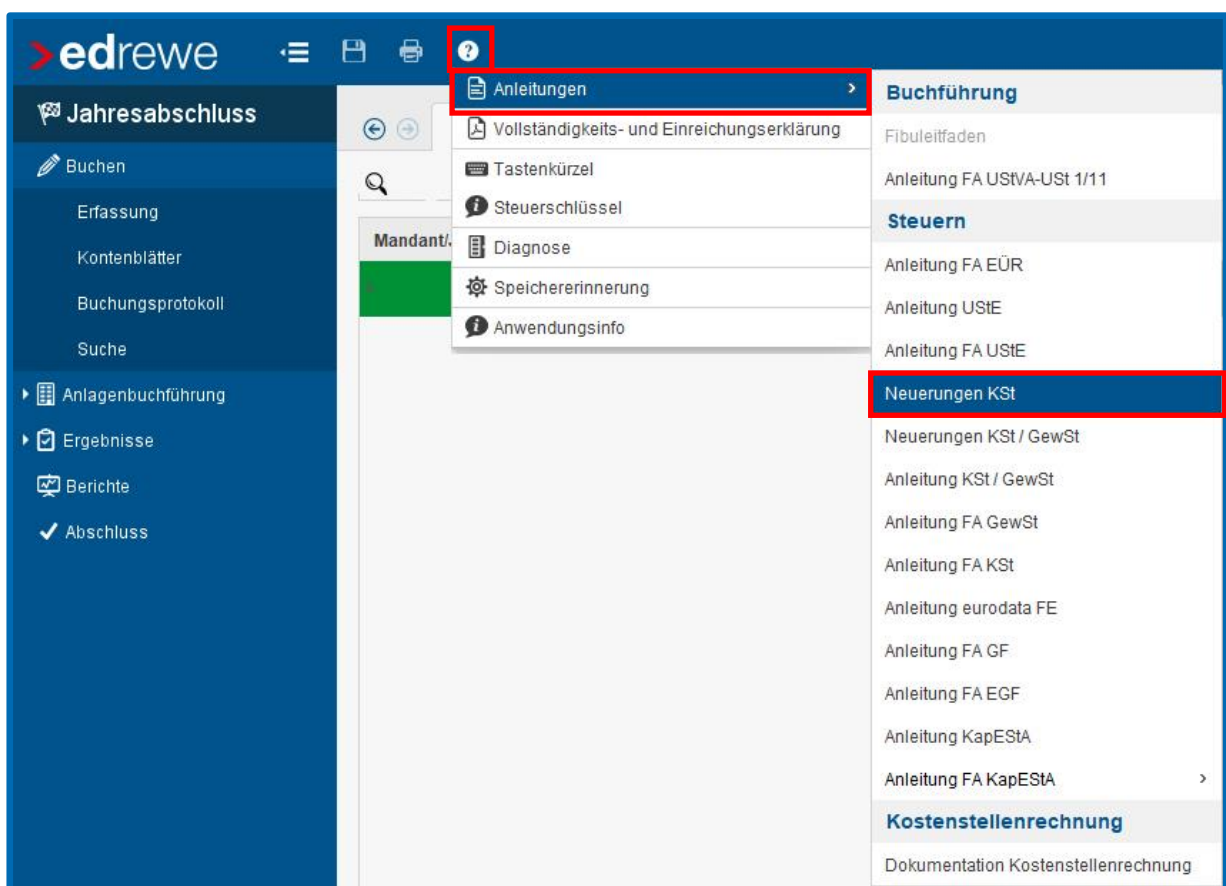 edrewe
Jahresabschluss
Buchen
Erfassung
Kontenblätter
Buchungsprotokoll
Suche
Anlagenbuchführung
Ergebnisse
Berichte
Abschluss
Mandant/
Anleitungen
Vollständigkeits- und Einreichungserklärung
Tastenkürzel
Steuerschlüssel
Diagnose
Speichererinnerung
Anwendungsinfo
Buchführung
Fibuleitfaden
Anleitung FA UStVA-USt 1/11
Steuern
Anleitung FA EÜR
Anleitung UStE
Anleitung FA UStE
Neuerungen KSt
Neuerungen KSt / GewSt
Anleitung KSt / GewSt
Anleitung FA GewSt
Anleitung FA KSt
Anleitung eurodata FE
Anleitung FA GF
Anleitung FA EGF
Anleitung KapEStA
Anleitung FA KapEStA
Kostenstellenrechnung
Dokumentation Kostenstellenrechnung